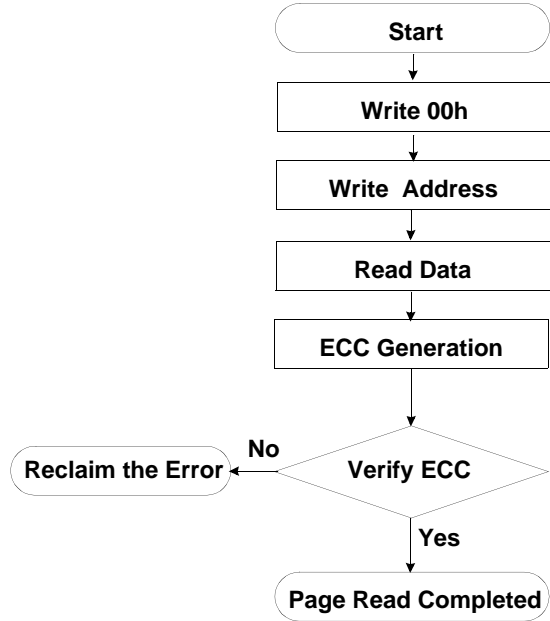 Start
Write 00h
Write Address
Read Data
ECC Generation
No
Reclaim the Error
Verify ECC
Yes
Page Read Completed